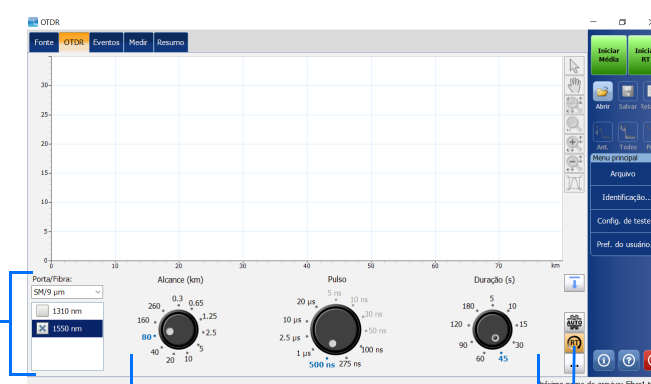 OTDR
Fonte OTDR Eventos Medir Resumo
Iniciar Média
Inicia RT
Abrir Salvar Rela
Ant. Todos
Menu principal
Arquivo
Identificação...
Config. de teste
Pref. do usuário
30
25
20
15
10
5
0
0 10 20 30 40 50 60 70 km
Porta/Fibra:
SM/9 µm
1310 nm
1550 nm
Alcance (km)
0.3 0.65 1.25 2.5 5 10 20 40 80 160 260
Pulso
5 ns 10 ns 30 ns 50 ns 100 ns 275 ns 500 ns 1 µs 2.5 µs 10 µs 20 µs
Duração (s)
5 10 15 30 45 60 90 120 180
AUTO
RT
...